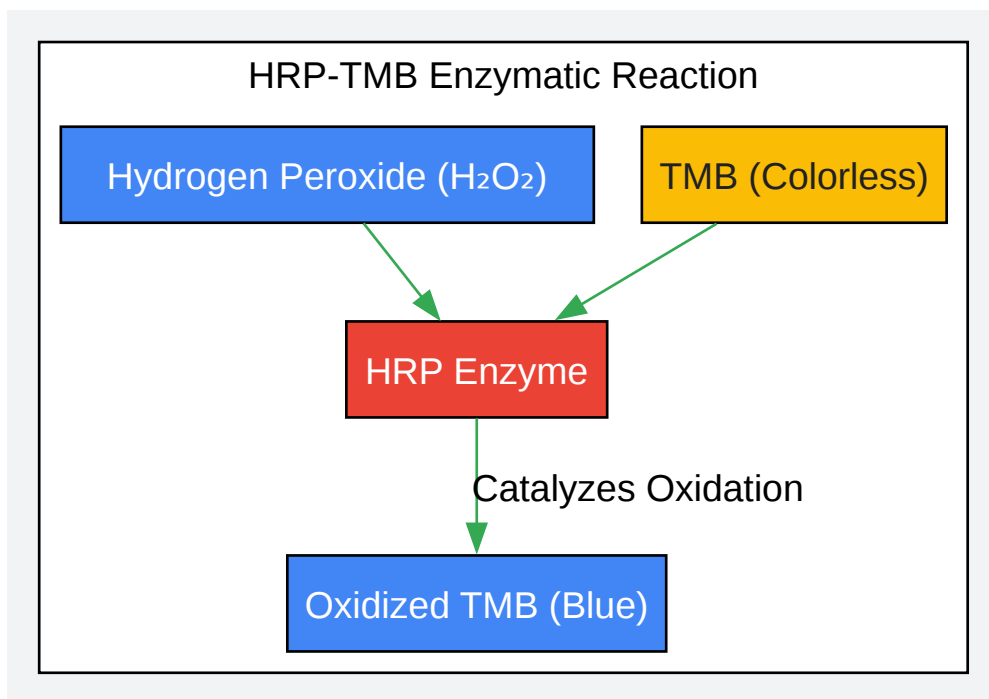 HRP-TMB Enzymatic Reaction
Hydrogen Peroxide (H₂O₂)
TMB (Colorless)
HRP Enzyme
Catalyzes Oxidation
Oxidized TMB (Blue)